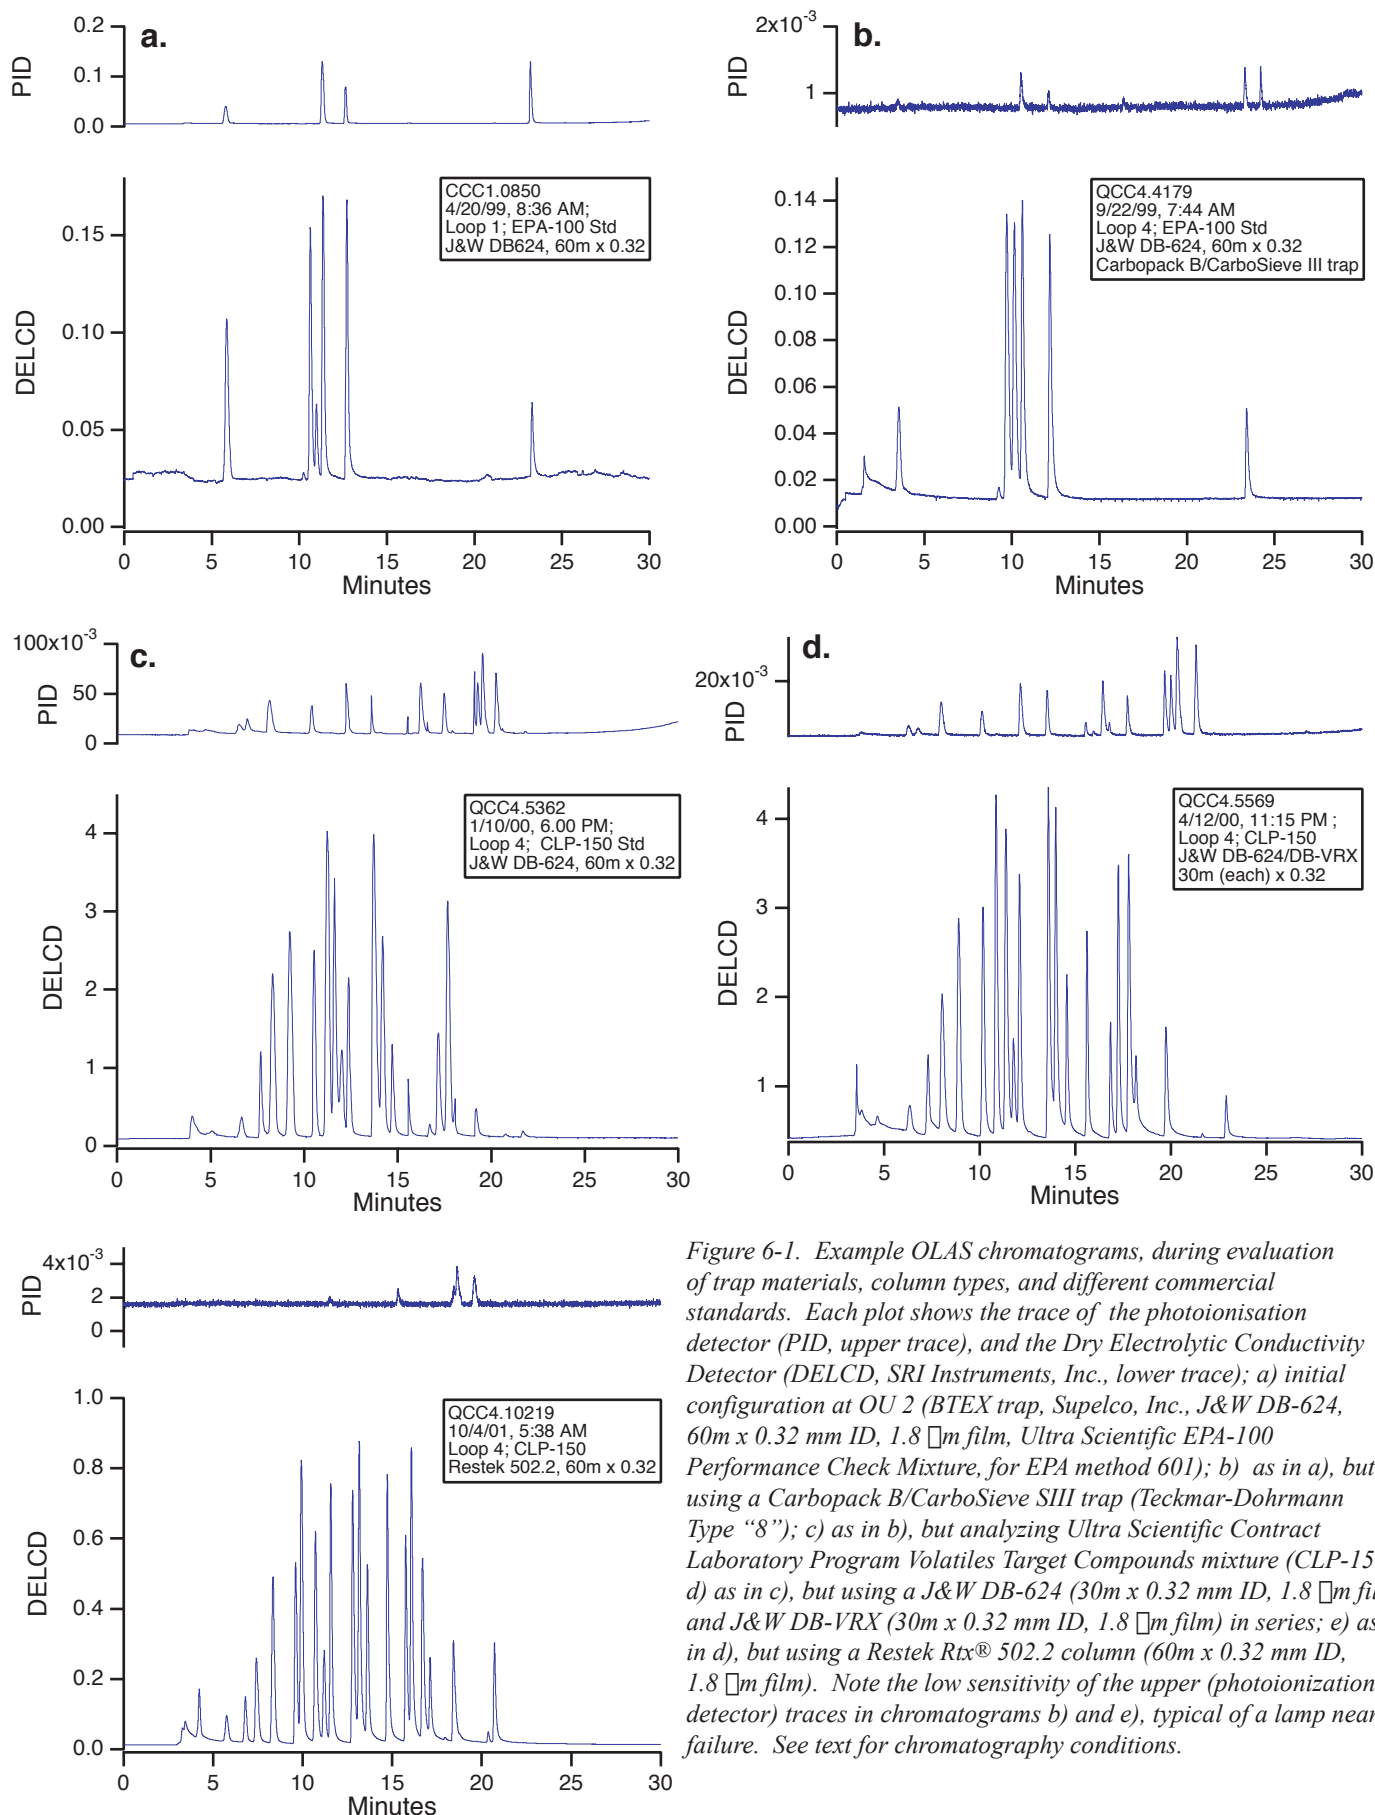 a.
0.2
0.1
0.0
PID
CCC1.0850
4/20/99, 8:36 AM;
Loop 1; EPA-100 Std
J&W DB624, 60m x 0.32
0.15
0.10
0.05
0.00
DELCD
0 5 10 15 20 25 30
Minutes
b.
2x10-3
1
PID
QCC4.4179
9/22/99, 7:44 AM
Loop 4; EPA-100 Std
J&W DB-624, 60m x 0.32
Carbopack B/CarboSieve III trap
0.14
0.12
0.10
0.08
0.06
0.04
0.02
0.00
DELCD
0 5 10 15 20 25 30
Minutes
c.
100x10-3
50
0
PID
QCC4.5362
1/10/00, 6.00 PM;
Loop 4; CLP-150 Std
J&W DB-624, 60m x 0.32
4
3
2
1
0
DELCD
0 5 10 15 20 25 30
Minutes
d.
20x10-3
PID
QCC4.5569
4/12/00, 11:15 PM ;
Loop 4; CLP-150
J&W DB-624/DB-VRX
30m (each) x 0.32
4
3
2
1
DELCD
0 5 10 15 20 25 30
Minutes
4x10-3
2
0
PID
QCC4.10219
10/4/01, 5:38 AM
Loop 4; CLP-150
Restek 502.2, 60m x 0.32
1.0
0.8
0.6
0.4
0.2
0.0
DELCD
0 5 10 15 20 25 30
Minutes
Figure 6-1. Example OLAS chromatograms, during evaluation
of trap materials, column types, and different commercial
standards. Each plot shows the trace of the photoionisation
detector (PID, upper trace), and the Dry Electrolytic Conductivity
Detector (DELCD, SRI Instruments, Inc., lower trace); a) initial
configuration at OU 2 (BTEX trap, Supelco, Inc., J&W DB-624,
60m x 0.32 mm ID, 1.8 □m film, Ultra Scientific EPA-100
Performance Check Mixture, for EPA method 601); b) as in a), but
using a Carbopack B/CarboSieve SIII trap (Teckmar-Dohrmann
Type “8”); c) as in b), but analyzing Ultra Scientific Contract
Laboratory Program Volatiles Target Compounds mixture (CLP-15
d) as in c), but using a J&W DB-624 (30m x 0.32 mm ID, 1.8 □m fil
and J&W DB-VRX (30m x 0.32 mm ID, 1.8 □m film) in series; e) as
in d), but using a Restek Rtx® 502.2 column (60m x 0.32 mm ID,
1.8 □m film). Note the low sensitivity of the upper (photoionization
detector) traces in chromatograms b) and e), typical of a lamp near
failure. See text for chromatography conditions.